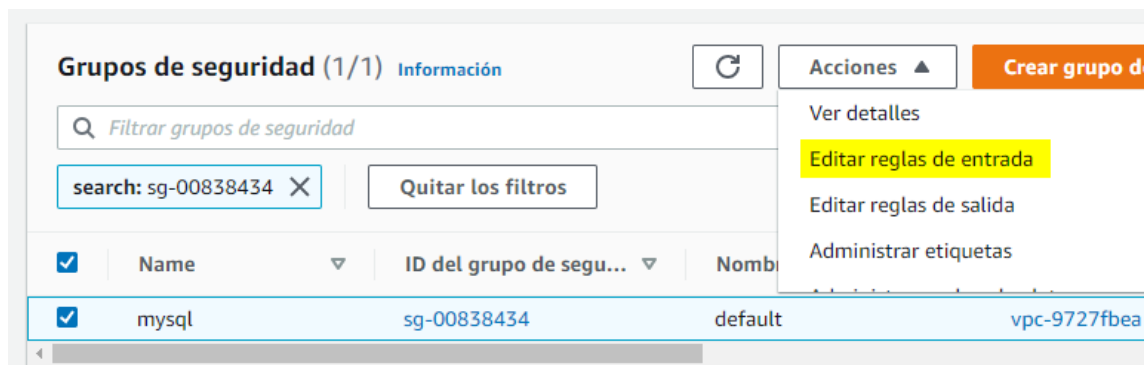 Grupos de seguridad (1/1) Información
Acciones ▲
Crear grupo d
Filtrar grupos de seguridad
Ver detalles
Editar reglas de entrada
search: sg-00838434 ✕
Quitar los filtros
Editar reglas de salida
Administrar etiquetas
Name
ID del grupo de segu...
Nomb
mysql
sg-00838434
default
vpc-9727fbea